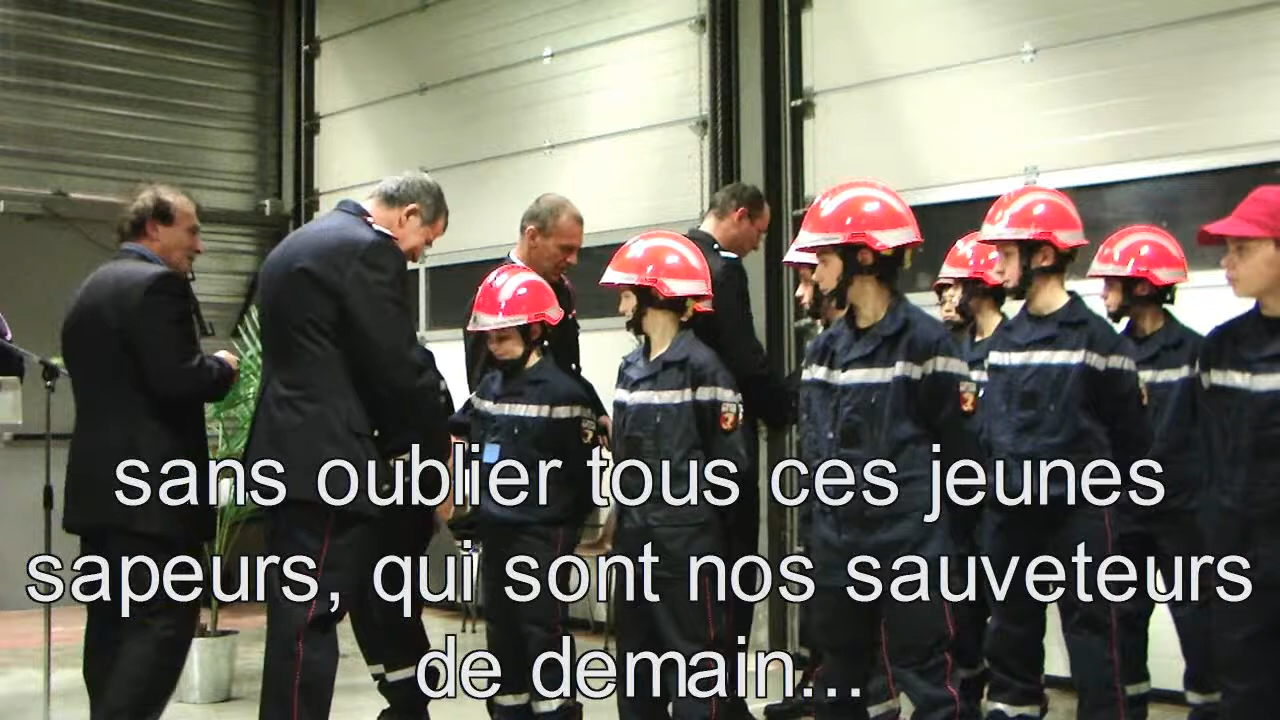 sans oublier tous ces jeunes
sapeurs, qui sont nos sauveteurs
de demain...